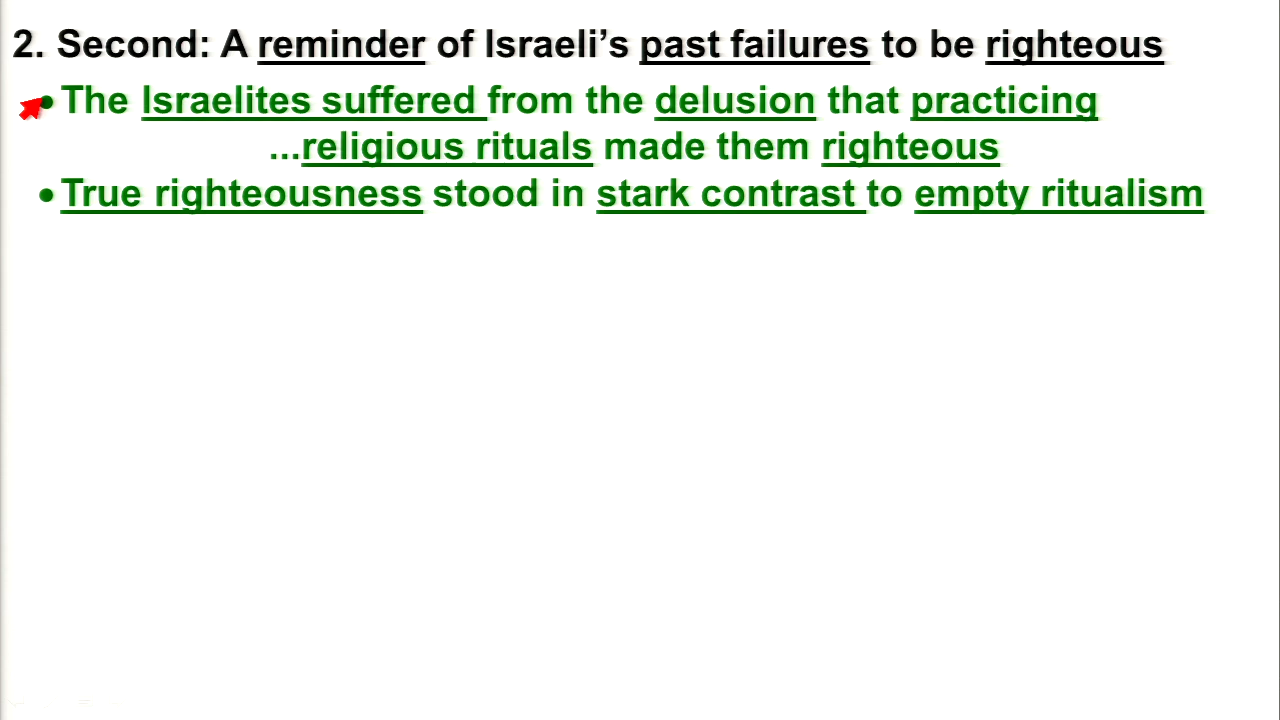 2. Second: A reminder of Israeli’s past failures to be righteous
• The Israelites suffered from the delusion that practicing
...religious rituals made them righteous
• True righteousness stood in stark contrast to empty ritualism